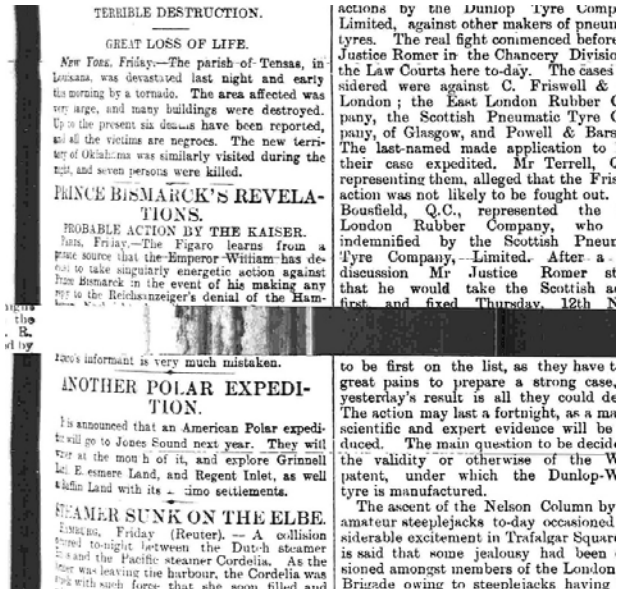 TERRIBLE DESTRUCTION.
GREAT LOSS OF LIFE.
New York, Friday.—The parish of Tensas, in
Louisana, was devastated last night and early
this morning by a tornado. The area affected was
very large, and many buildings were destroyed.
Up to the present six deaths have been reported,
and all the victims are negroes. The new terri-
tory of Oklahoma was similarly visited during the
night, and seven persons were killed.
PRINCE BISMARCK'S REVELA-
TIONS.
PROBABLE ACTION BY THE KAISER.
Paris, Friday.—The Figaro learns from a
source that the Emperor William has de-
to take singularly energetic action against
Prince Bismarck in the event of his making any
to the Reichsanzeiger's denial of the Ham-
the
R.
d by
informant is very much mistaken.
ANOTHER POLAR EXPEDI-
TION.
It is announced that an American Polar expedi-
will go to Jones Sound next year. They will
at the mouth of it, and explore Grinnell
Ellesmere Land, and Regent Inlet, as well
Baffin Land with its settlements.
STEAMER SUNK ON THE ELBE.
Hamburg, Friday (Reuter).—A collision
to-night between the Dutch steamer
and the Pacific steamer Cordelia. As the
was leaving the harbour, the Cordelia was
with such force that she soon filled and
actions by the Dunlop Tyre Comp
Limited, against other makers of pneum
tyres. The real fight commenced before
Justice Romer in the Chancery Divisio
the Law Courts here to-day. The cases
sidered were against C. Friswell &
London; the East London Rubber C
pany, the Scottish Pneumatic Tyre C
pany, of Glasgow, and Powell & Bars
The last-named made application to
their case expedited. Mr Terrell, Q
representing them, alleged that the Fris
action was not likely to be fought out.
Bousfield, Q.C., represented the
London Rubber Company, who
indemnified by the Scottish Pneum
Tyre Company, Limited. After a
discussion Mr Justice Romer st
that he would take the Scottish a
first and fixed Thursday, 12th N
to be first on the list, as they have t
great pains to prepare a strong case,
yesterday's result is all they could de
The action may last a fortnight, as a ma
scientific and expert evidence will be
duced. The main question to be decide
the validity or otherwise of the W
patent, under which the Dunlop-W
tyre is manufactured.
The ascent of the Nelson Column by
amateur steeplejacks to-day occasioned
siderable excitement in Trafalgar Square
is said that some jealousy had been
sioned amongst members of the London
Brigade owing to steeplejacks having